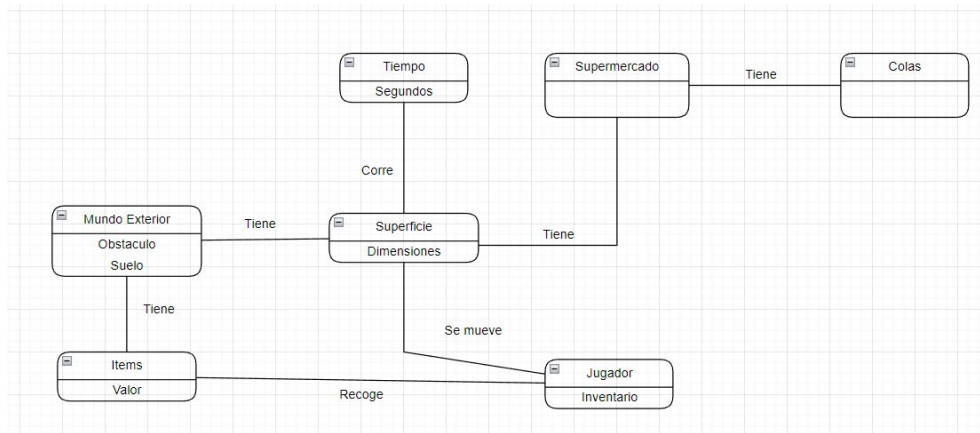 Tiempo
Segundos
Supermercado
Tiene
Colas
Corre
Mundo Exterior
Obstaculo
Suelo
Tiene
Superficie
Dimensiones
Tiene
Tiene
Se mueve
Items
Valor
Recoge
Jugador
Inventario